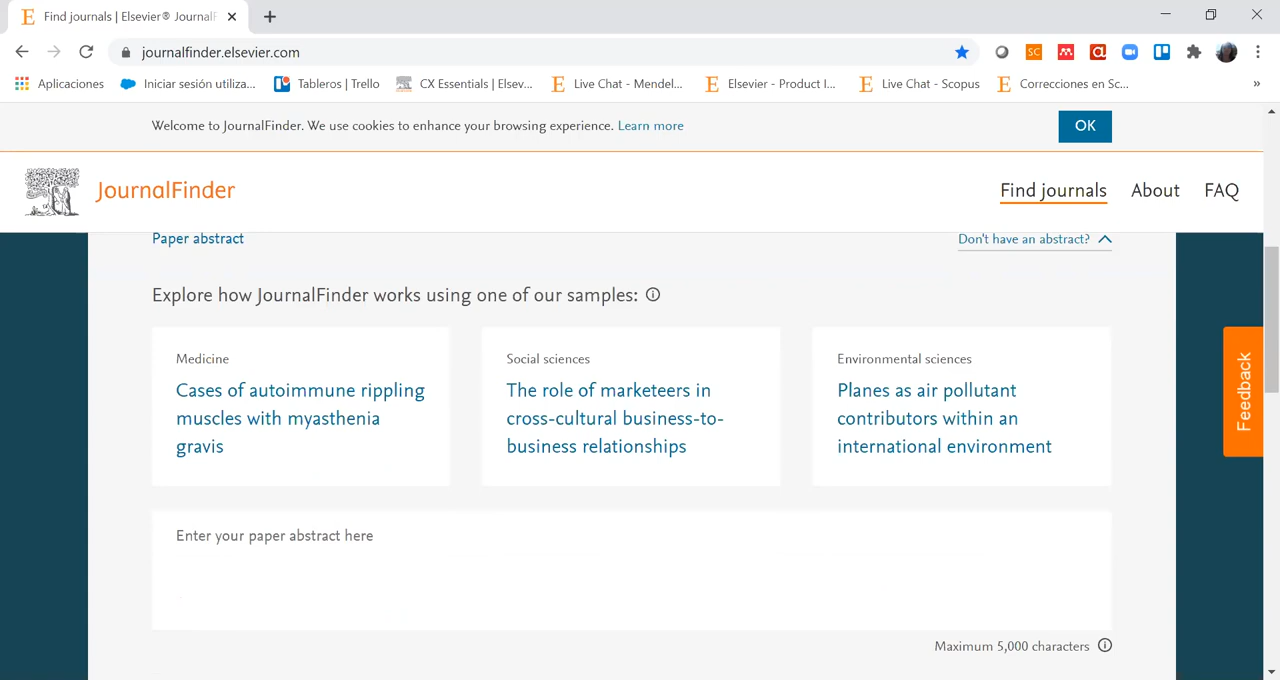 Find journals | Elsevier® JournalF
journalfinder.elsevier.com
Aplicaciones Iniciar sesión utiliza... Tableros | Trello CX Essentials | Elsev... Live Chat - Mendel... Elsevier - Product I... Live Chat - Scopus Correcciones en Sc... »
Welcome to JournalFinder. We use cookies to enhance your browsing experience. Learn more OK
JournalFinder Find journals About FAQ
Paper abstract Don't have an abstract?
Explore how JournalFinder works using one of our samples:
Medicine
Cases of autoimmune rippling
muscles with myasthenia
gravis
Social sciences
The role of marketeers in
cross-cultural business-to-
business relationships
Environmental sciences
Planes as air pollutant
contributors within an
international environment
Feedback
Enter your paper abstract here
Maximum 5,000 characters